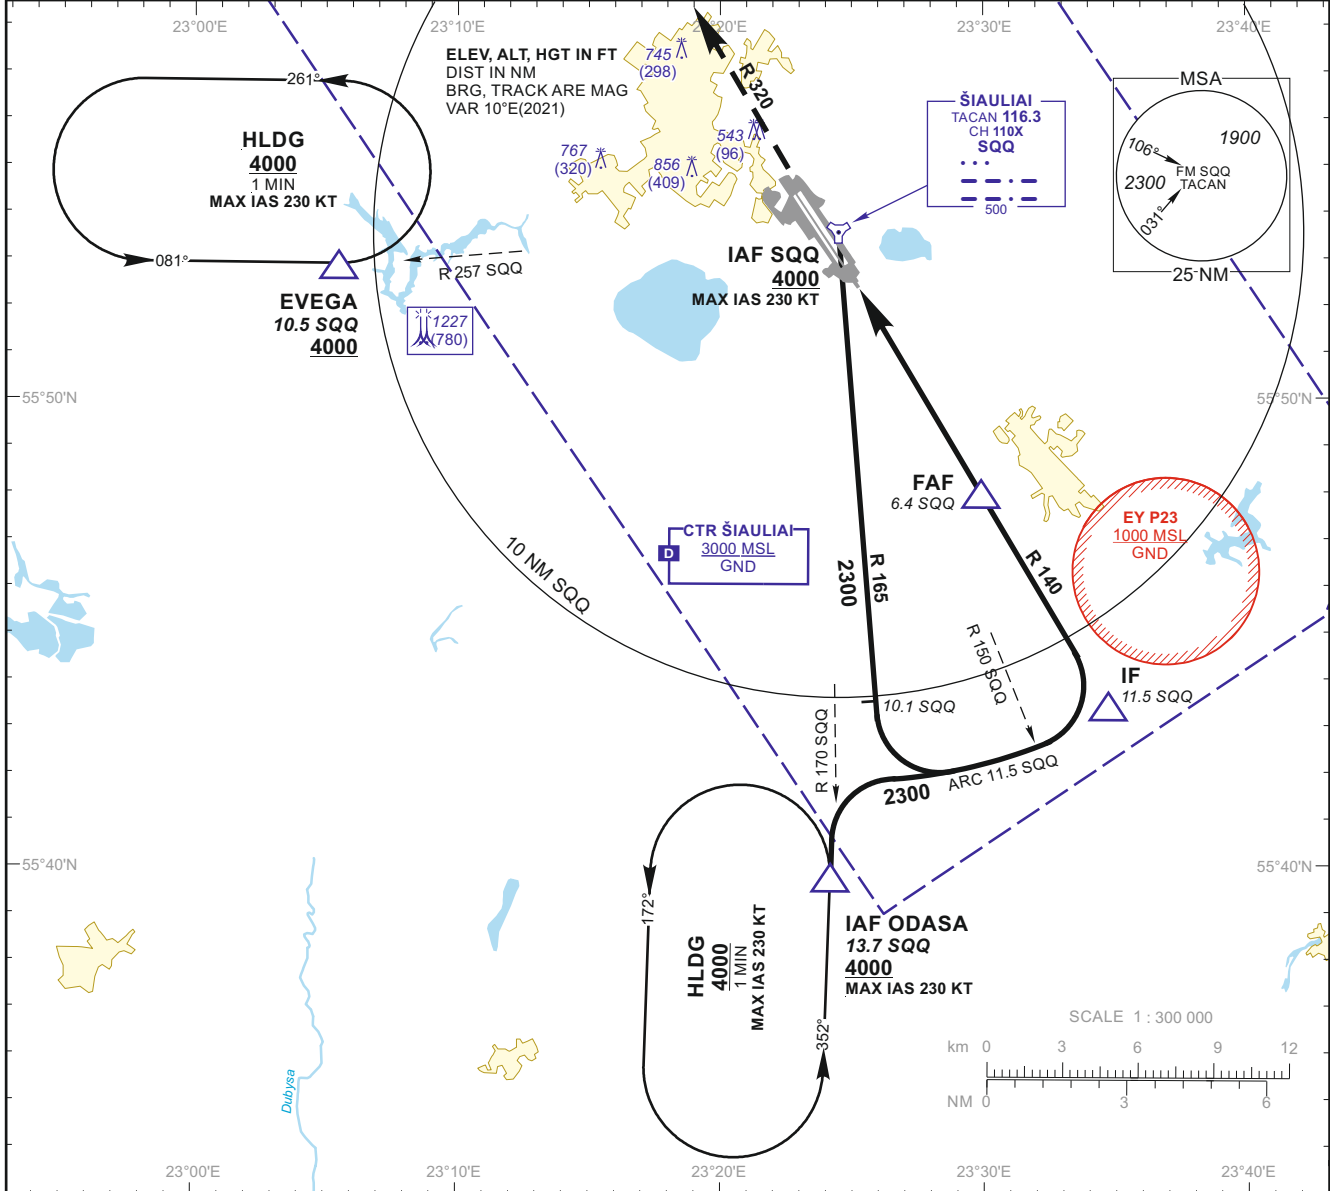 23°00'E
23°10'E
23°20'E
23°30'E
23°40'E
ELEV, ALT, HGT IN FT
DIST IN NM
BRG, TRACK ARE MAG
VAR 10°E(2021)
745
(298)
R 320
543
(96)
767
(320)
856
(409)
261°
HLDG
4000
1 MIN
MAX IAS 230 KT
081°
EVEGA
10.5 SQQ
4000
R 257 SQQ
1227
(780)
ŠIAULIAI
TACAN 116.3
CH 110X
SQQ
500
MSA
1900
106°
FM SQQ
TACAN
2300
031°
25 NM
IAF SQQ
4000
MAX IAS 230 KT
55°50'N
55°50'N
FAF
6.4 SQQ
EY P23
1000 MSL
GND
CTR ŠIAULIAI
D
3000 MSL
GND
10 NM SQQ
2300
R 165
R 140
R 150 SQQ
IF
11.5 SQQ
10.1 SQQ
R 170 SQQ
ARC 11.5 SQQ
2300
55°40'N
55°40'N
172°
HLDG
4000
1 MIN
MAX IAS 230 KT
352°
IAF ODASA
13.7 SQQ
4000
MAX IAS 230 KT
Dubysa
SCALE 1 : 300 000
km 0 3 6 9 12
NM 0 3 6
23°00'E
23°10'E
23°20'E
23°30'E
23°40'E